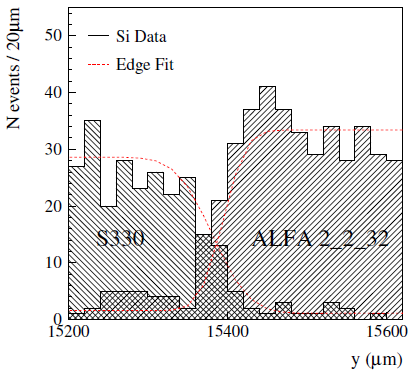 N events / 20μm
50
40
30
20
10
0
Si Data
Edge Fit
S330
ALFA 2_2_32
15200
15400
15600
y (μm)